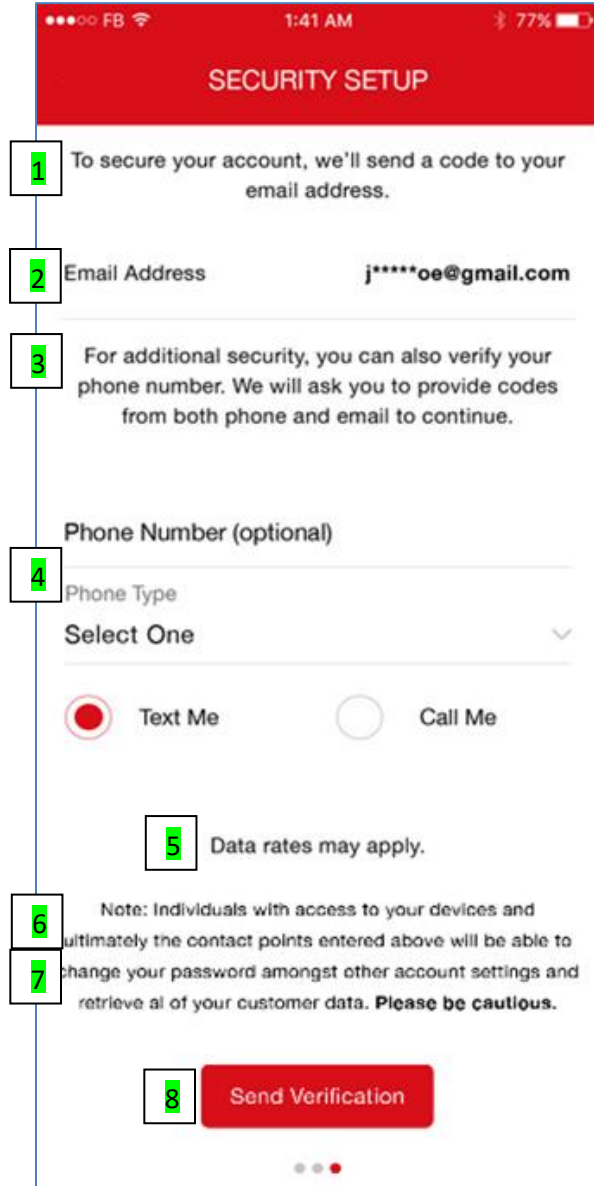 ●●●○○ FB 1:41 AM 77%
SECURITY SETUP
1 To secure your account, we'll send a code to your
email address.
2 Email Address j*****oe@gmail.com
3 For additional security, you can also verify your
phone number. We will ask you to provide codes
from both phone and email to continue.
Phone Number (optional)
4
Phone Type
Select One
Text Me Call Me
5 Data rates may apply.
6 Note: Individuals with access to your devices and
ultimately the contact points entered above will be able to
7 change your password amongst other account settings and
retrieve al of your customer data. Please be cautious.
8 Send Verification